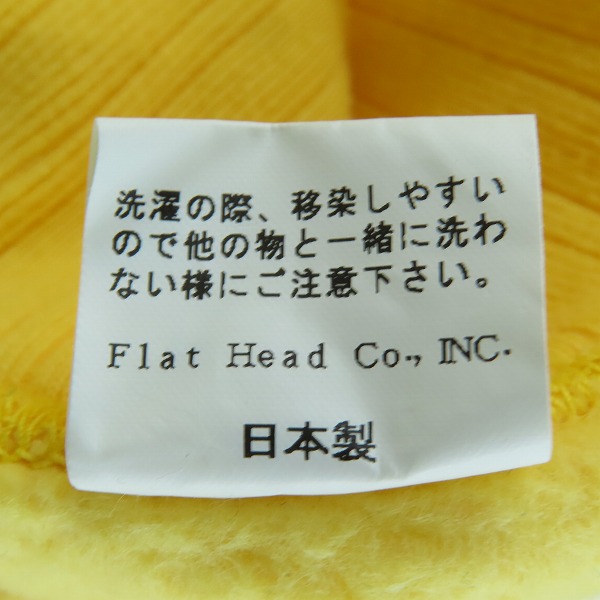 洗濯の際、移染しやすい
ので他の物と一緒に洗わ
ない様にご注意下さい。
Flat Head Co., INC.
日本製